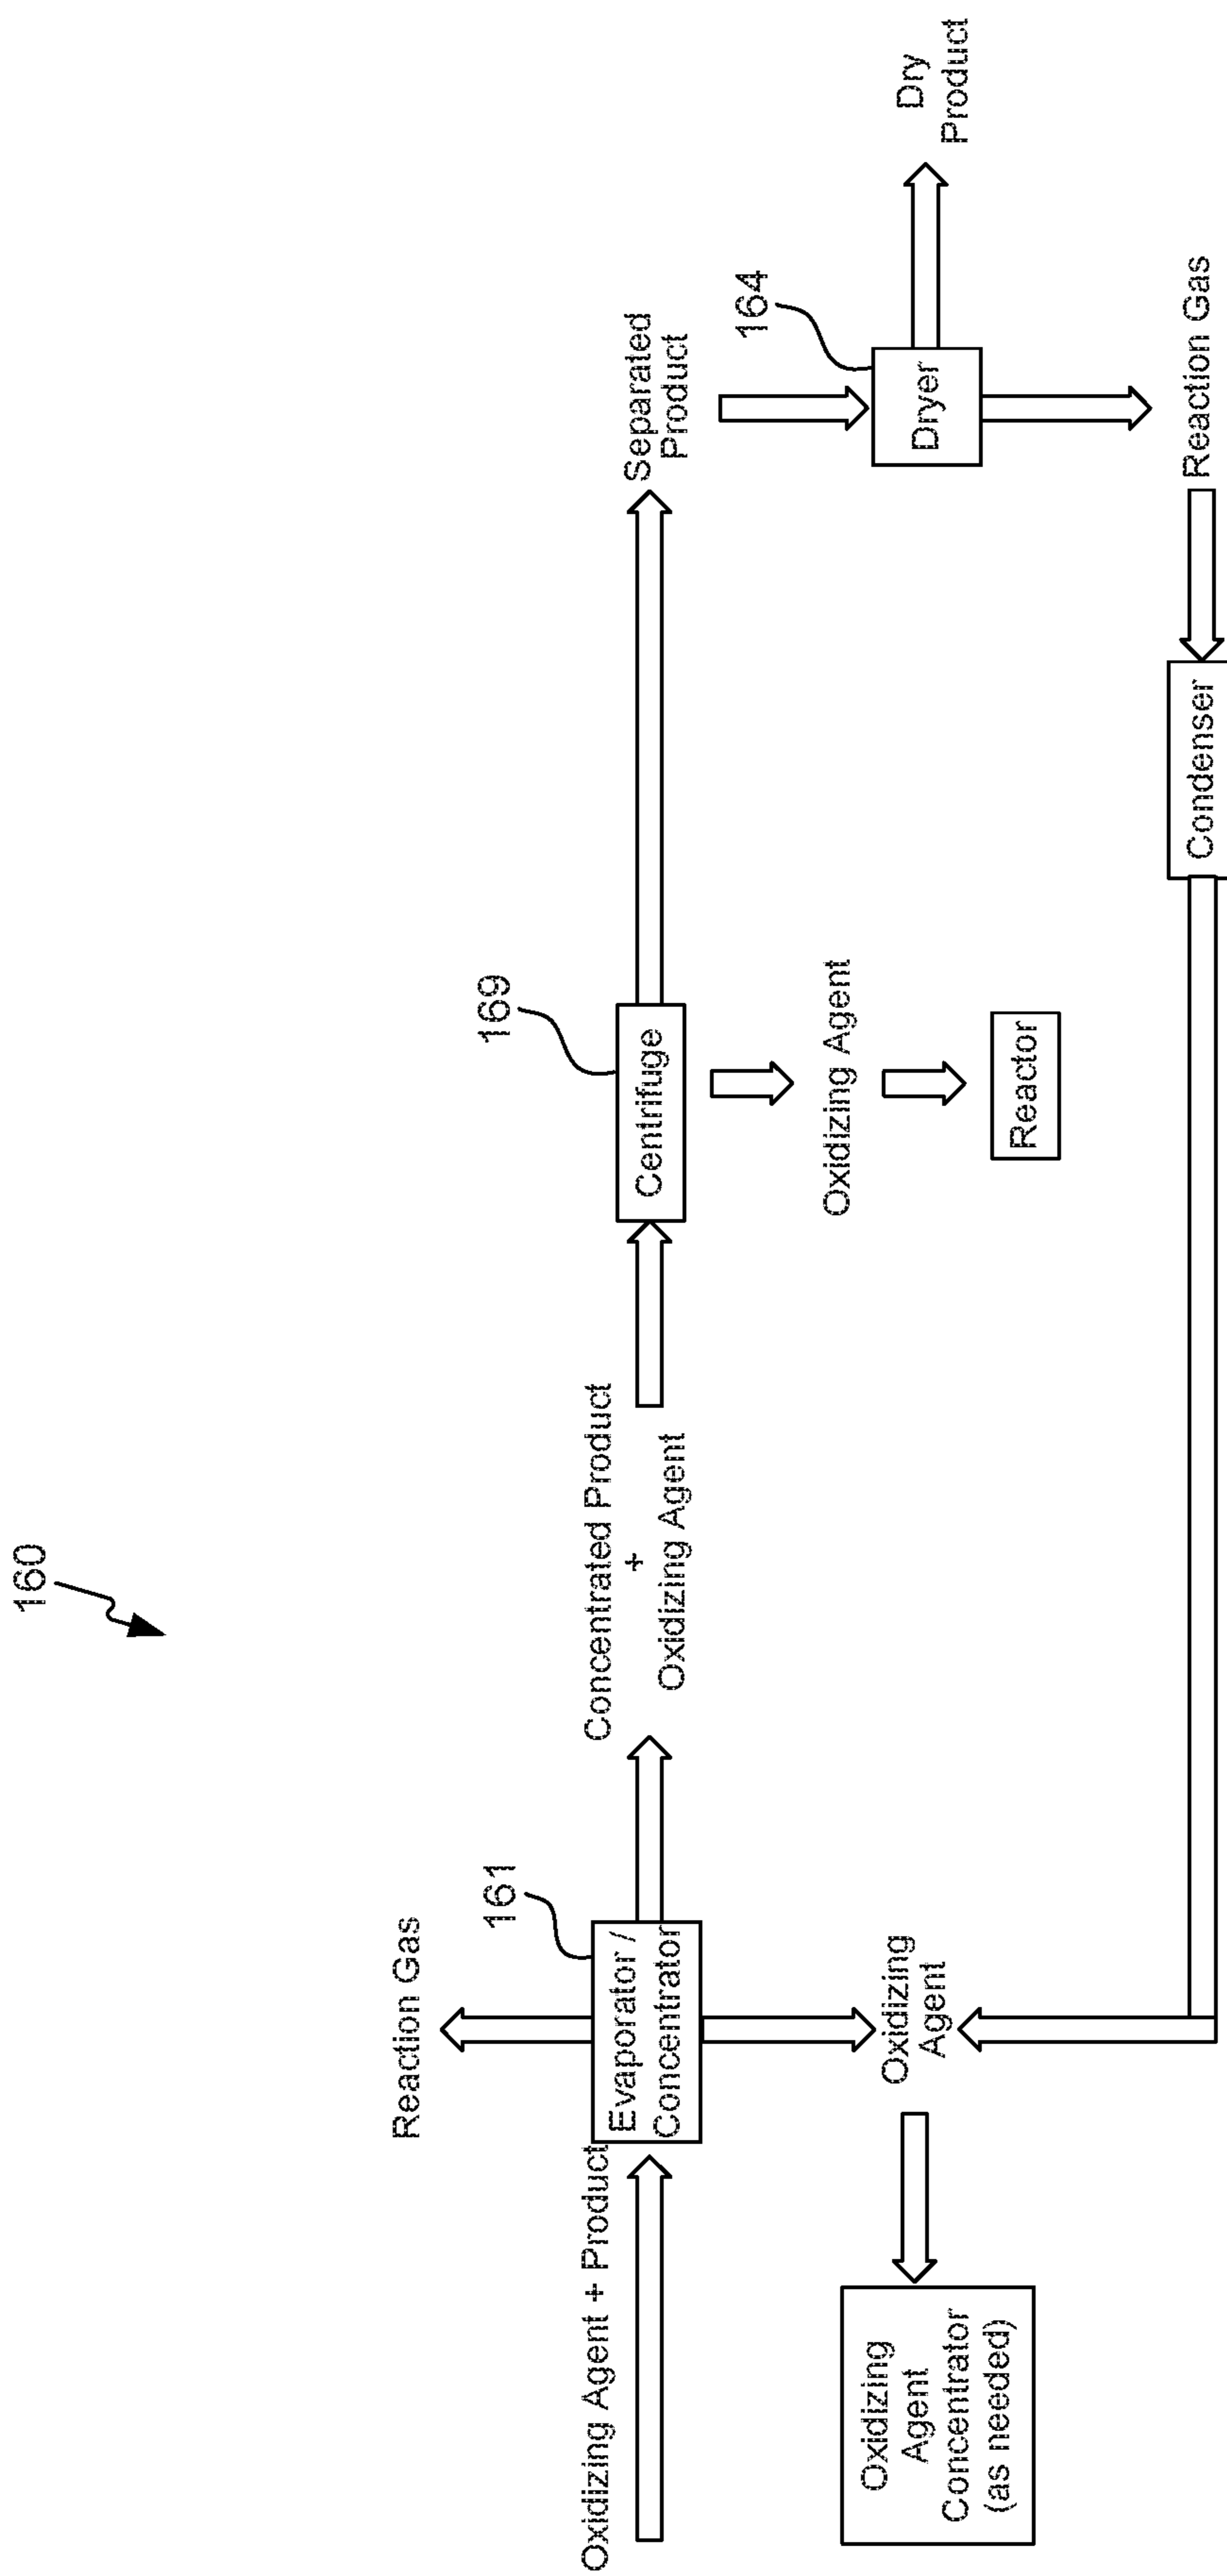 160
Reaction Gas
161
169
Oxidizing Agent + Product
Evaporator /
Concentrator
Concentrated Product
+
Oxidizing Agent
Centrifuge
Separated
Product
164
Dryer
Dry
Product
Oxidizing Agent
Reactor
Oxidizing
Agent
Oxidizing
Agent
Concentrator
(as needed)
Reaction Gas
Condenser